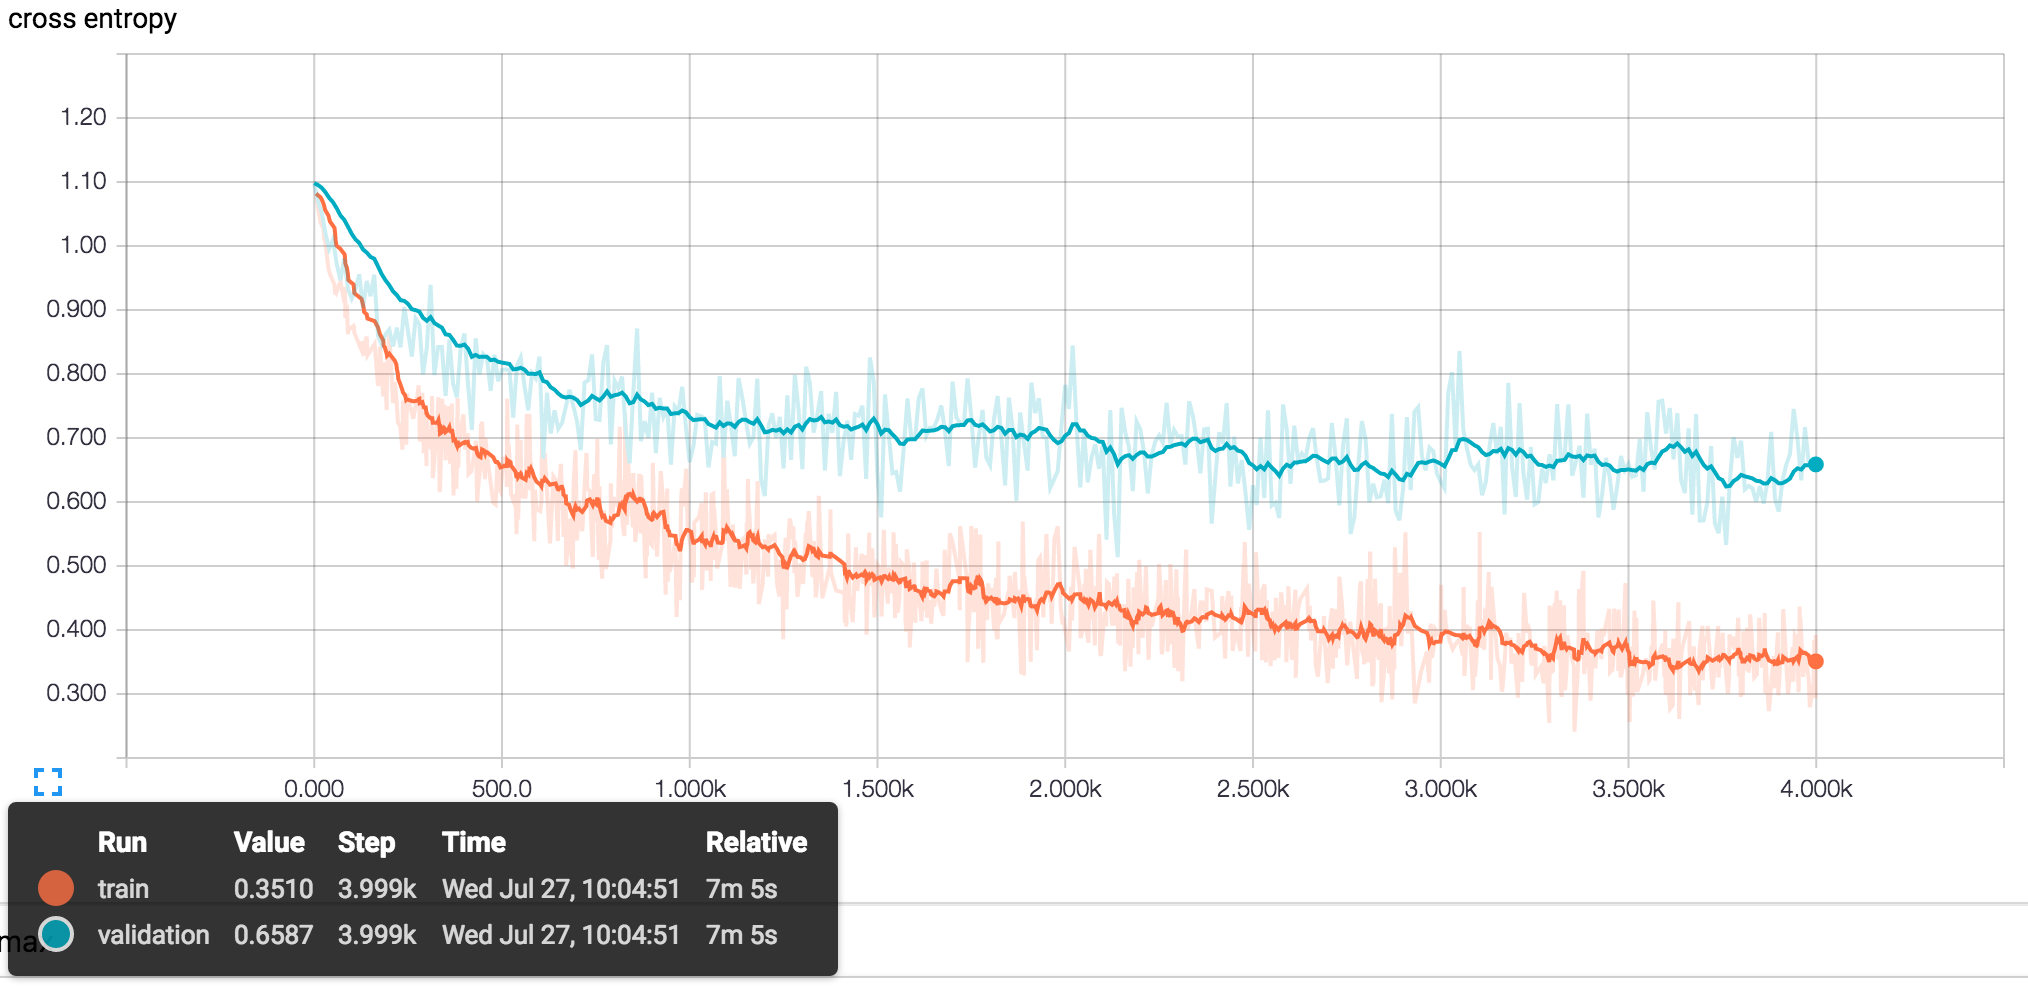 cross entropy
1.20
1.10
1.00
0.900
0.800
0.700
0.600
0.500
0.400
0.300
0.000 500.0 1.000k 1.500k 2.000k 2.500k 3.000k 3.500k 4.000k
Run Value Step Time Relative
train 0.3510 3.999k Wed Jul 27, 10:04:51 7m 5s
validation 0.6587 3.999k Wed Jul 27, 10:04:51 7m 5s
max